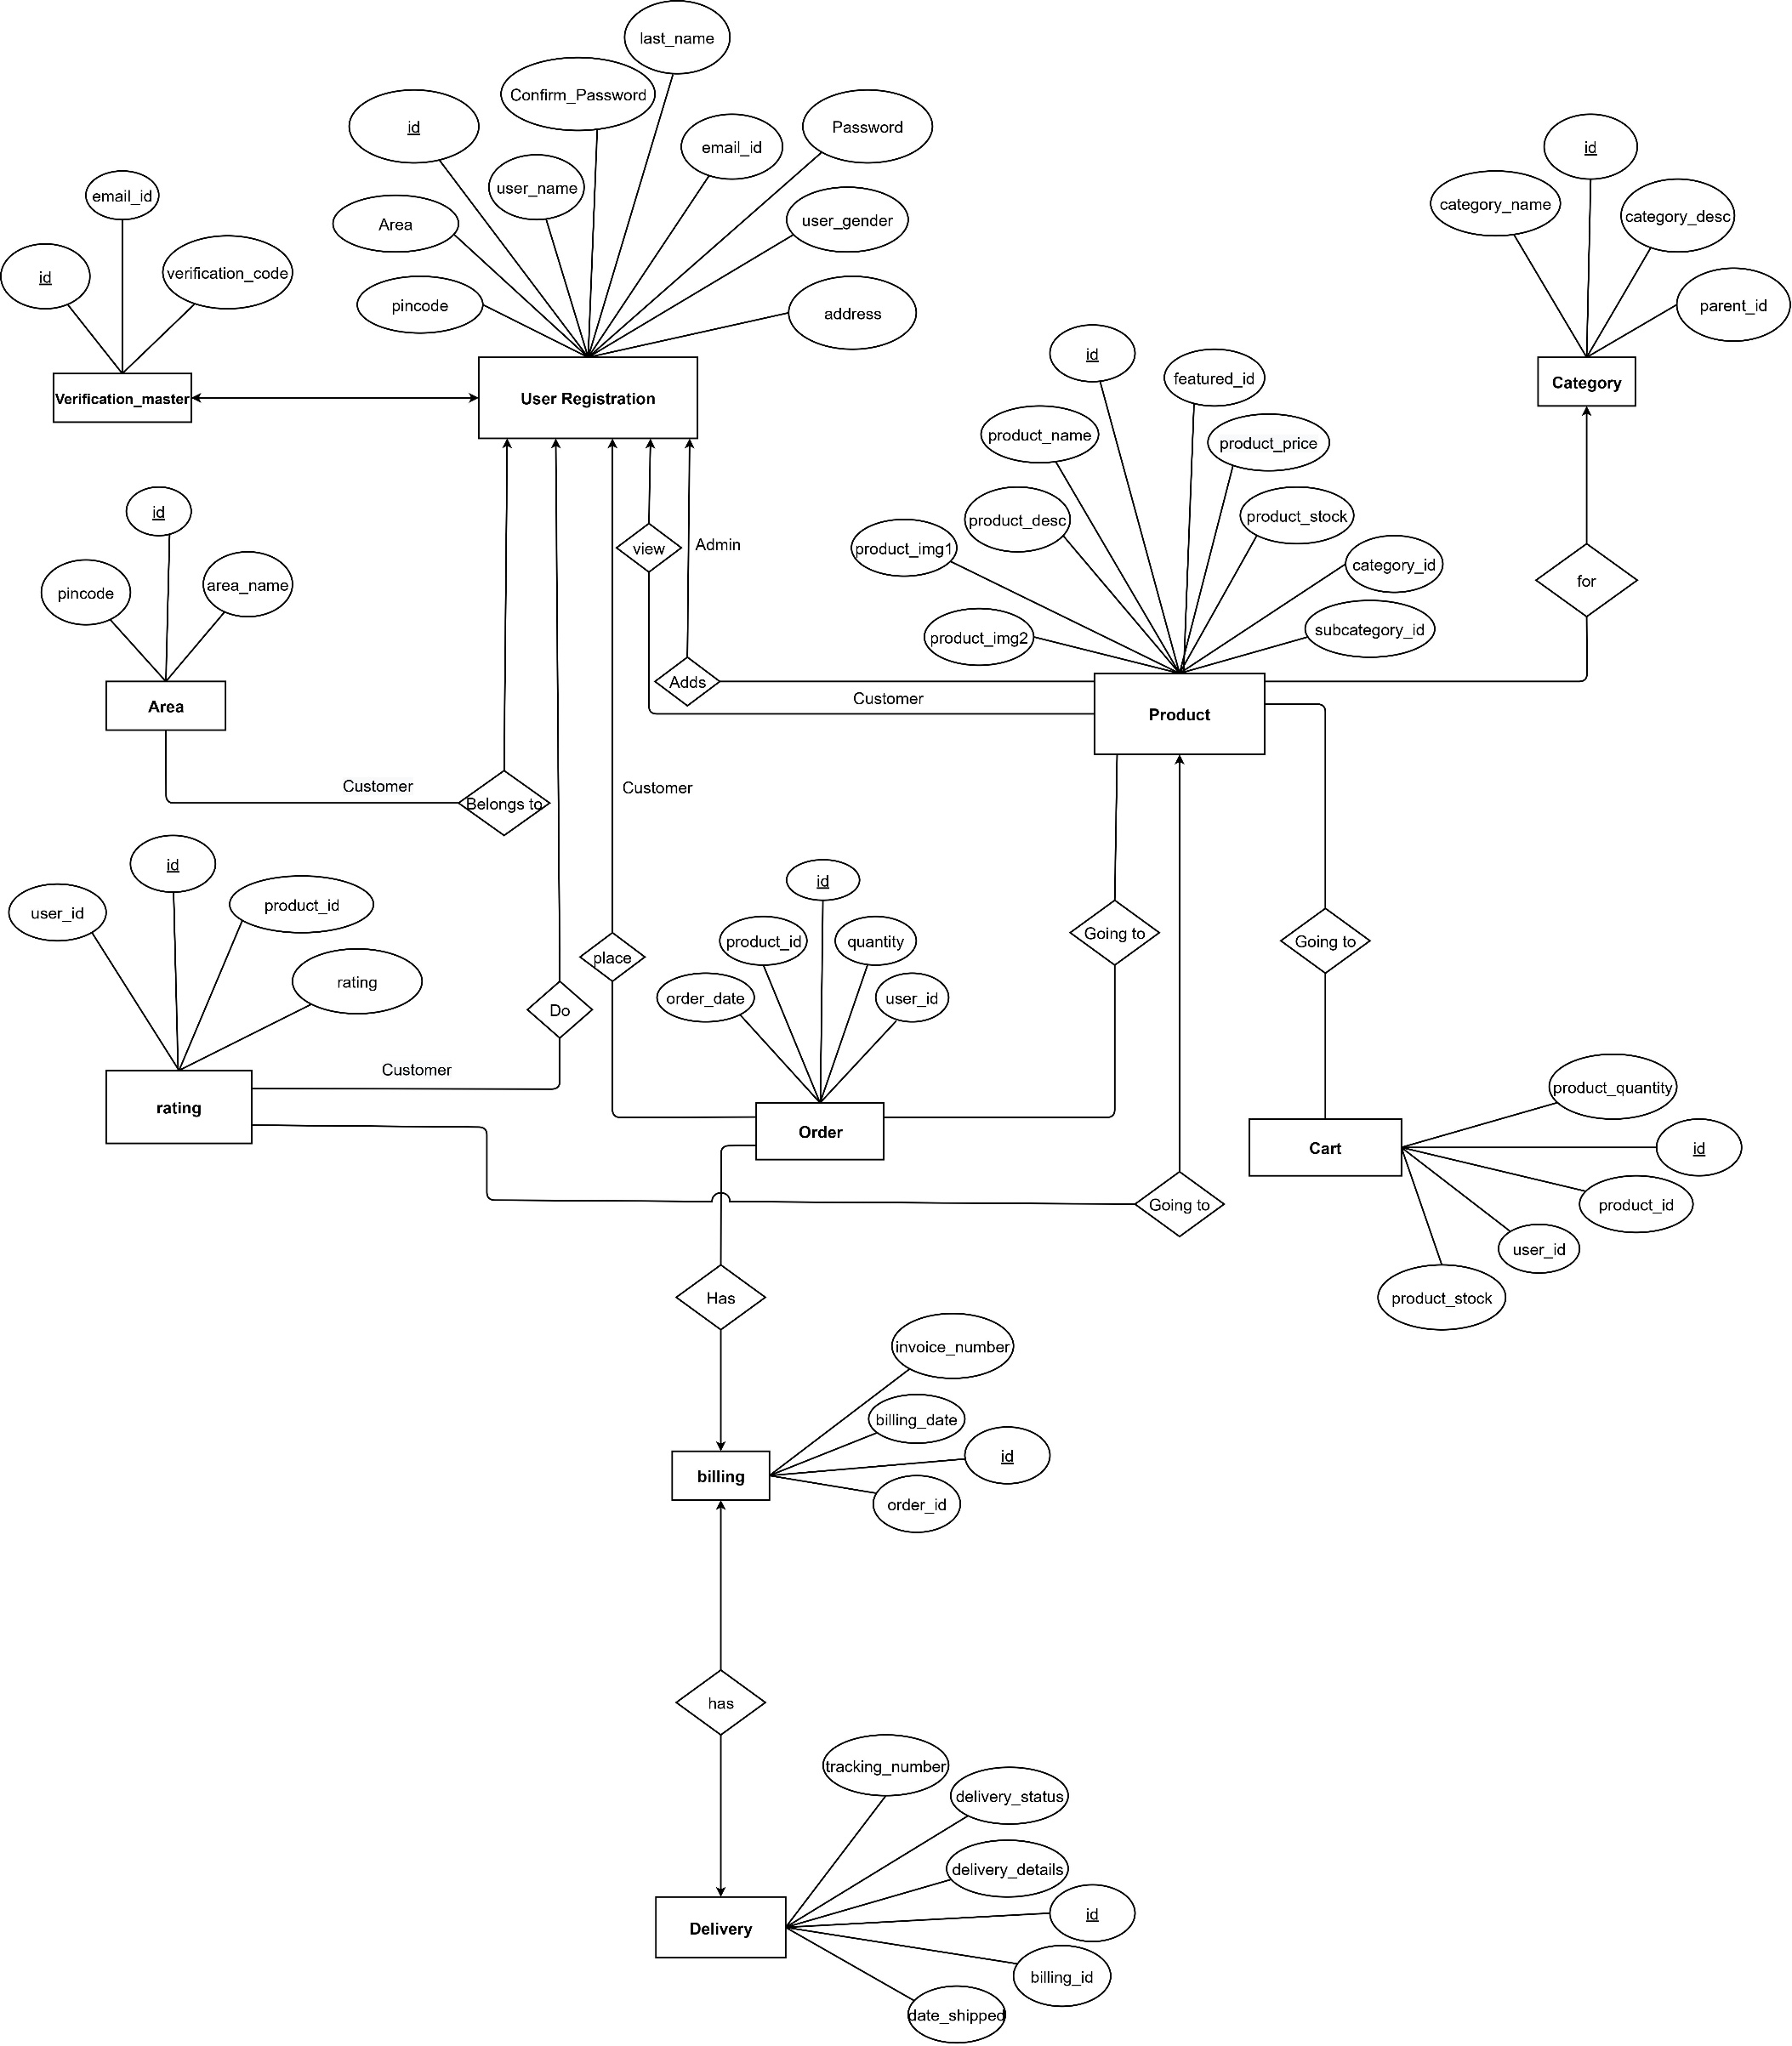 last_name
Confirm_Password
id
Password
email_id
id
user_name
email_id
category_name
category_desc
Area
user_gender
id
verification_code
pincode
address
parent_id
id
featured_id
Verification_master
User Registration
Category
product_name
product_price
id
product_desc
product_stock
product_img1
view
Admin
category_id
for
pincode
area_name
product_img2
subcategory_id
Adds
Customer
Area
Product
Customer
Customer
Belongs to
id
id
user_id
product_id
product_id
quantity
Going to
Going to
place
rating
order_date
user_id
Do
Customer
product_quantity
rating
Order
Cart
id
Going to
product_id
user_id
Has
product_stock
invoice_number
billing_date
id
billing
order_id
has
tracking_number
delivery_status
delivery_details
id
Delivery
billing_id
date_shipped